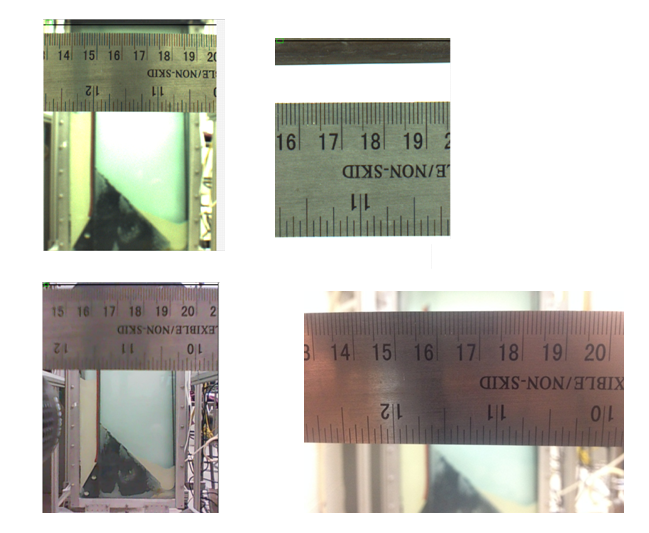 14 15 16 17 18 19 20
BLE/NON-SKID
12 11
16 17 18 19
LE/NON-SKID
11
15 16 17 18 19 20 2
LEXIBLE/NON-SKID
12 11 10
14 15 16 17 18 19 20
XIBLE/NON-SKID
12 11 10